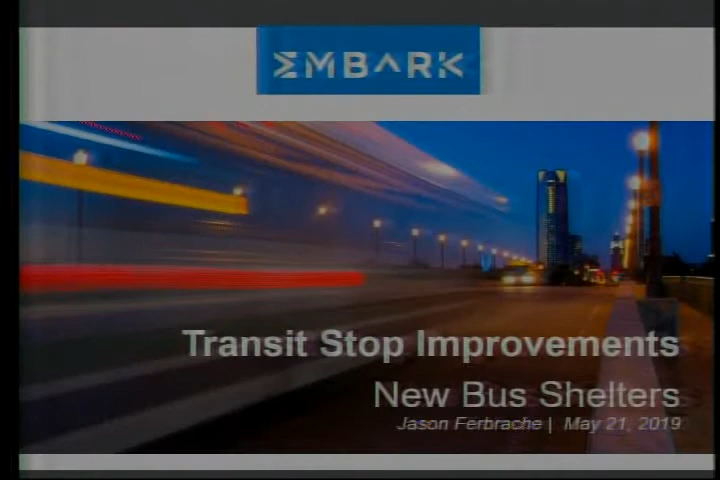 EMBARK
Transit Stop Improvements
New Bus Shelters
Jason Ferbrache | May 21, 2019